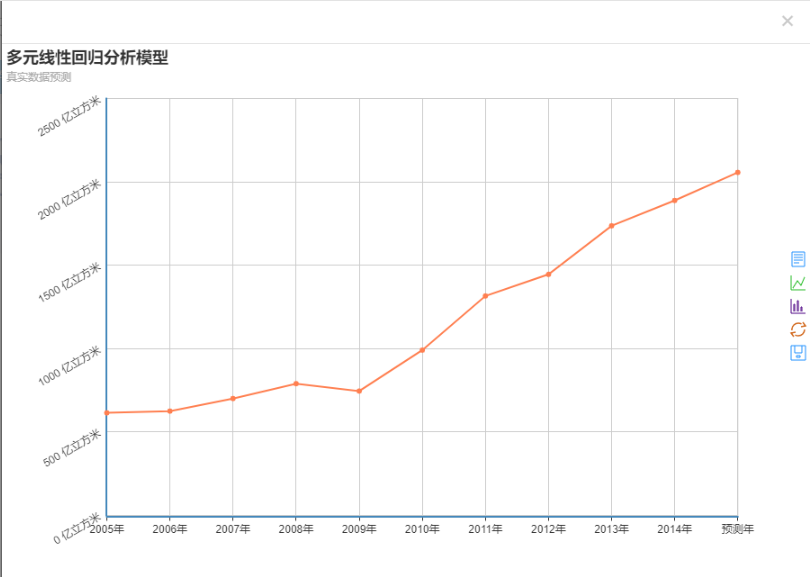 ×
多元线性回归分析模型
真实数据预测
2500 亿立方米
2000 亿立方米
1500 亿立方米
1000 亿立方米
500 亿立方米
0 亿立方米
2005年 2006年 2007年 2008年 2009年 2010年 2011年 2012年 2013年 2014年 预测年